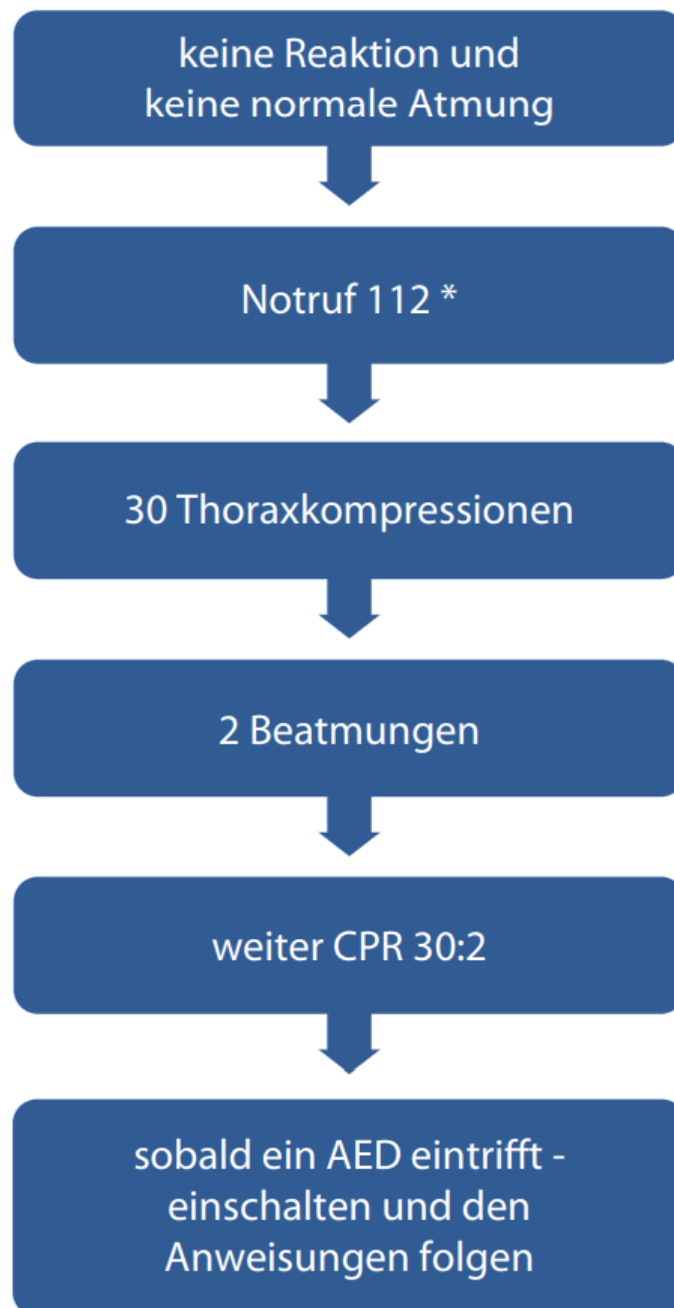 keine Reaktion und
keine normale Atmung
Notruf 112 *
30 Thoraxkompressionen
2 Beatmungen
weiter CPR 30:2
sobald ein AED eintrifft -
einschalten und den
Anweisungen folgen